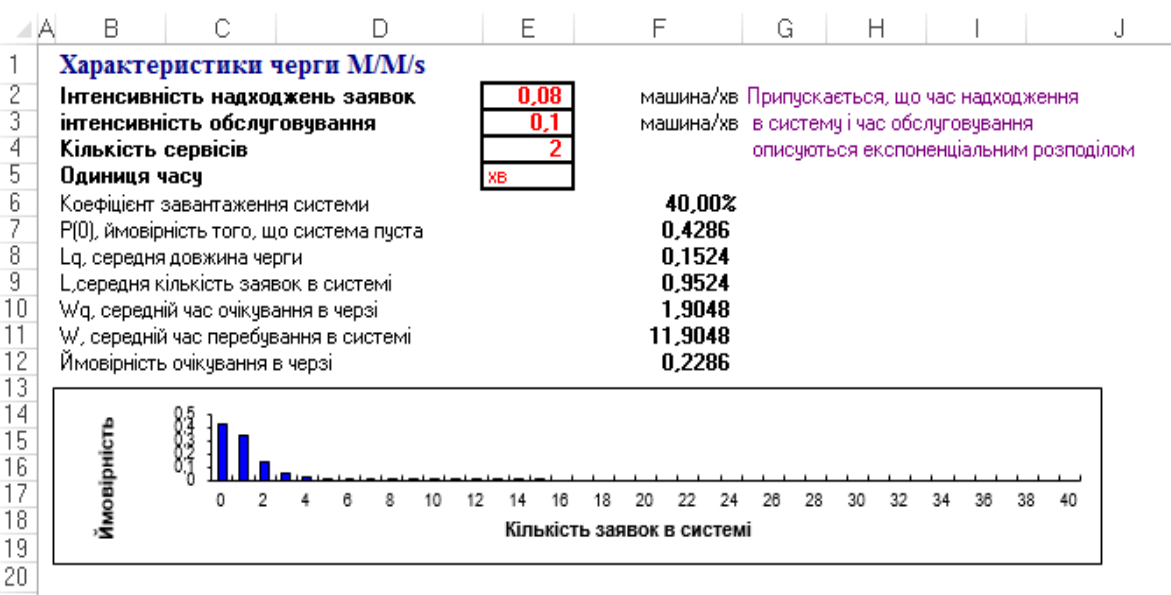 A B C D E F G H I J
1 Характеристики черги M/M/s
2 Інтенсивність надходжень заявок 0,08 машина/хв Припускається, що час надходження
3 інтенсивність обслуговування 0,1 машина/хв в систему і час обслуговування
4 Кількість сервісів 2 описуються експоненціальним розподілом
5 Одиниця часу хв
6 Коефіцієнт завантаження системи 40,00%
7 P(0), ймовірність того, що система пуста 0,4286
8 Lq, середня довжина черги 0,1524
9 L,середня кількість заявок в системі 0,9524
10 Wq, середній час очікування в черзі 1,9048
11 W, середній час перебування в системі 11,9048
12 Ймовірність очікування в черзі 0,2286
13
14
15
16
17
18
19
20
Ймовірність
0,5
0,4
0,3
0,2
0,1
0
0 2 4 6 8 10 12 14 16 18 20 22 24 26 28 30 32 34 36 38 40
Кількість заявок в системі